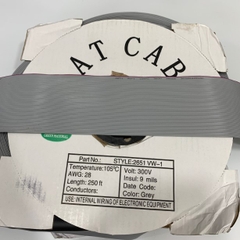 AT CAB
Part No.: STYLE:2651 VW-1
Temperature:105°C Volt: 300V
AWG: 28 Insul: 9 mils
Length: 250 ft Date Code:
Conductors: Color: Grey
USE: INTERNAL WIRING OF ELECTRONIC EQUIPMENT